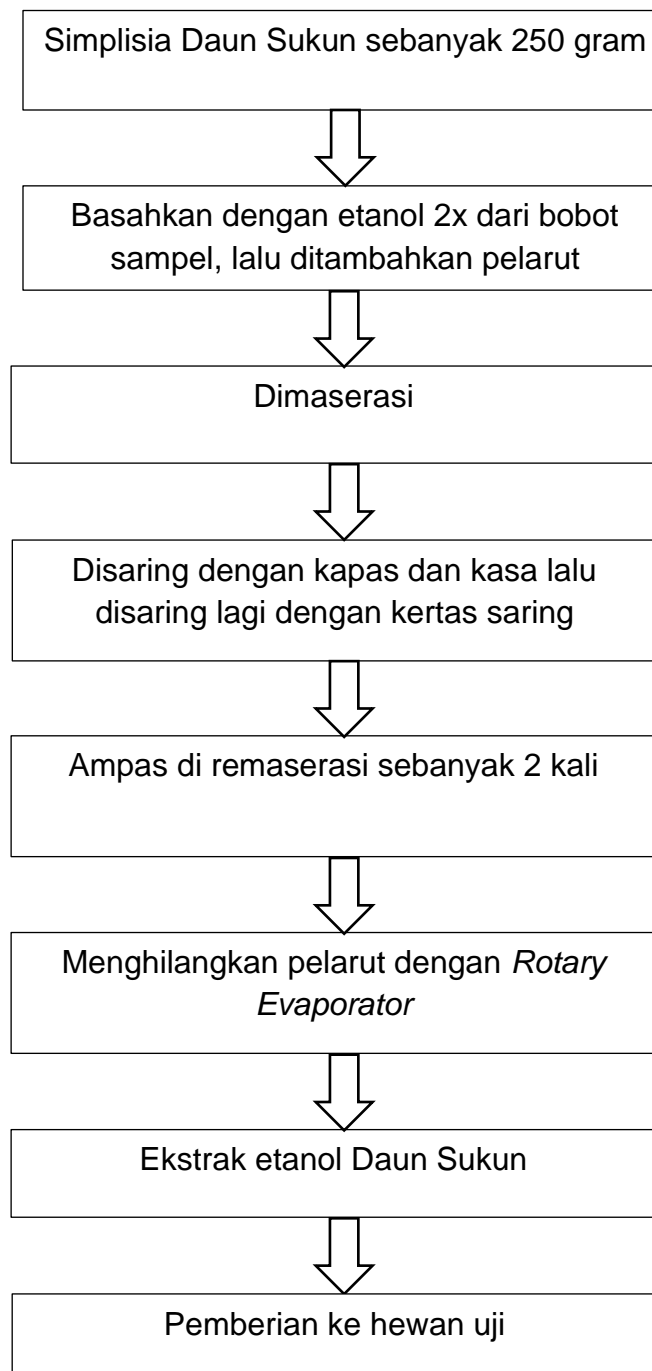 Simplisia Daun Sukun sebanyak 250 gram
Basahkan dengan etanol 2x dari bobot
sampel, lalu ditambahkan pelarut
Dimaserasi
Disaring dengan kapas dan kasa lalu
disaring lagi dengan kertas saring
Ampas di remaserasi sebanyak 2 kali
Menghilangkan pelarut dengan Rotary
Evaporator
Ekstrak etanol Daun Sukun
Pemberian ke hewan uji